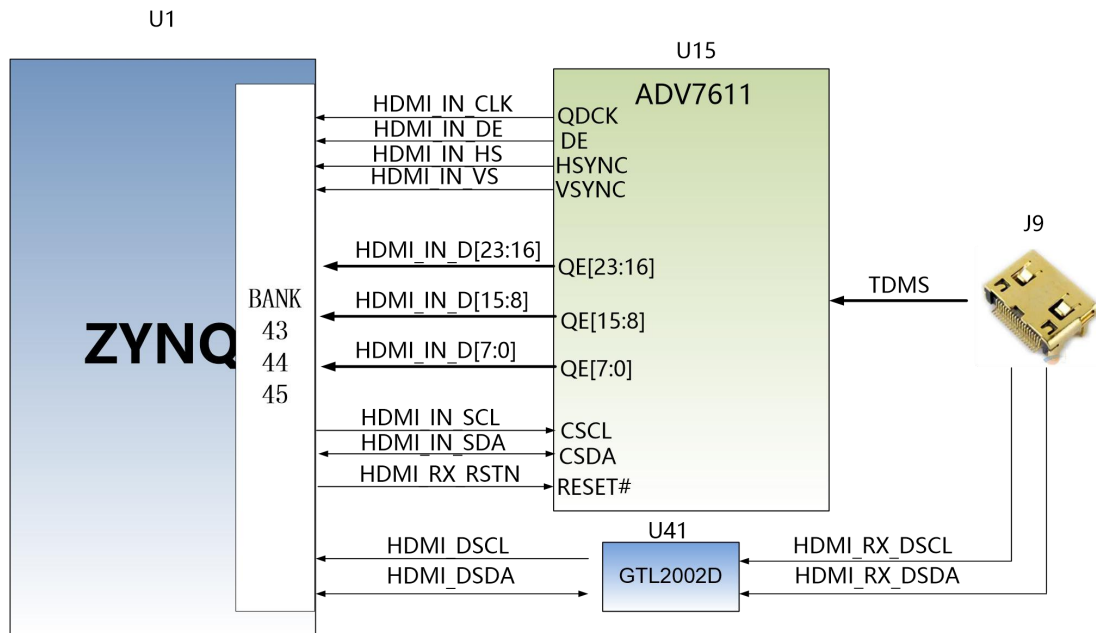 U1
U15
ADV7611
HDMI_IN_CLK
QDCK
HDMI_IN_DE
DE
HDMI_IN_HS
HSYNC
HDMI_IN_VS
VSYNC
J9
HDMI_IN_D[23:16]
QE[23:16]
TDMS
BANK
43
44
45
ZYNQ
HDMI_IN_D[15:8]
QE[15:8]
HDMI_IN_D[7:0]
QE[7:0]
HDMI_IN_SCL
CSCL
HDMI_IN_SDA
CSDA
HDMI_RX_RSTN
RESET#
U41
GTL2002D
HDMI_DSCL
HDMI_RX_DSCL
HDMI_DSDA
HDMI_RX_DSDA